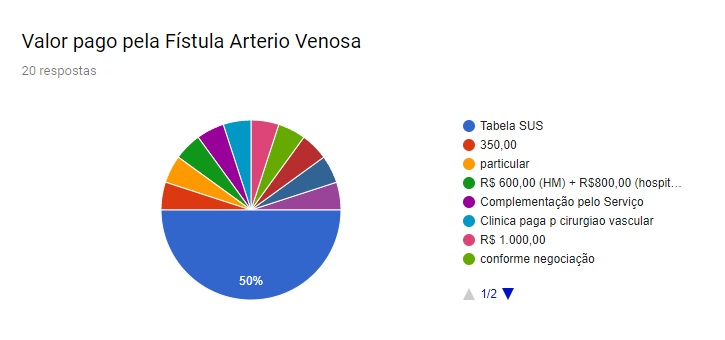 Valor pago pela Fístula Arterio Venosa
20 respostas
50%
Tabela SUS
350,00
particular
R$ 600,00 (HM) + R$800,00 (hospit...
Complementação pelo Serviço
Clinica paga p cirurgiao vascular
R$ 1.000,00
conforme negociação
1/2